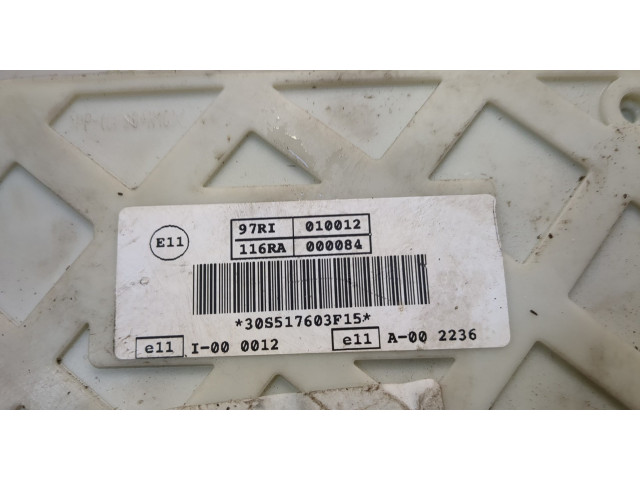 E11
97RI 010012
116RA 000084
*30S517603F15*
e11 I-00 0012 e11 A-00 2236